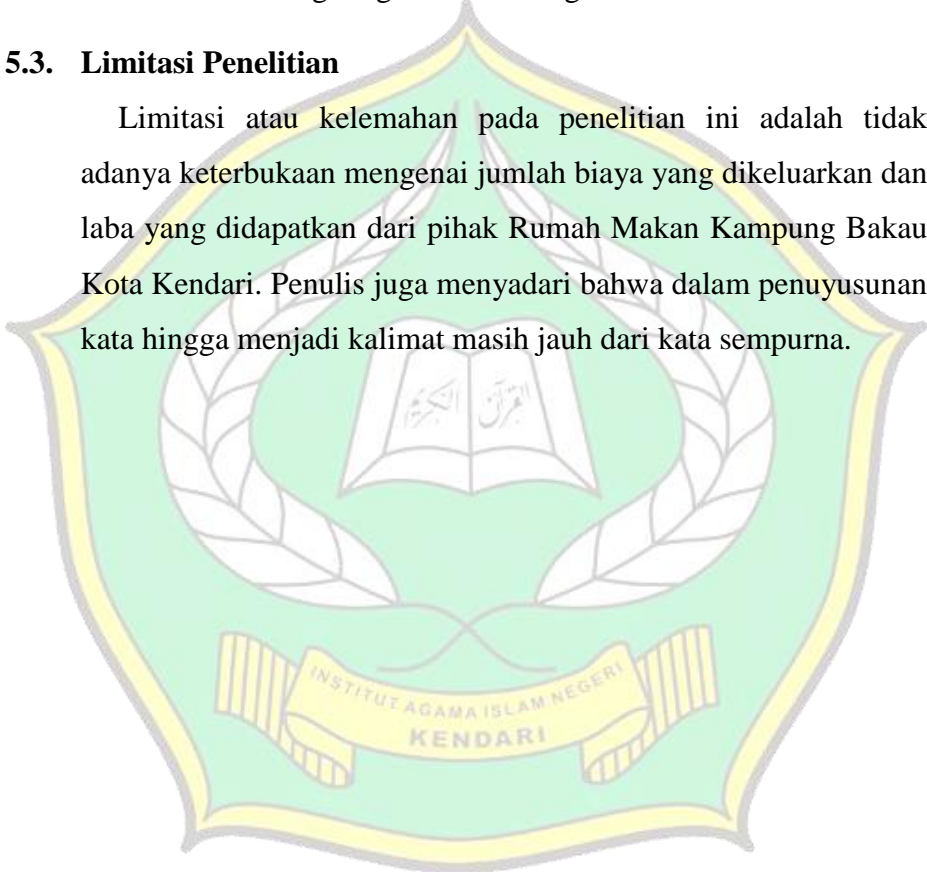 5.3. Limitasi Penelitian
Limitasi atau kelemahan pada penelitian ini adalah tidak
adanya keterbukaan mengenai jumlah biaya yang dikeluarkan dan
laba yang didapatkan dari pihak Rumah Makan Kampung Bakau
Kota Kendari. Penulis juga menyadari bahwa dalam penuyusunan
kata hingga menjadi kalimat masih jauh dari kata sempurna.
القرآن الكريم
INSTITUT AGAMA ISLAM NEGERI
KENDARI